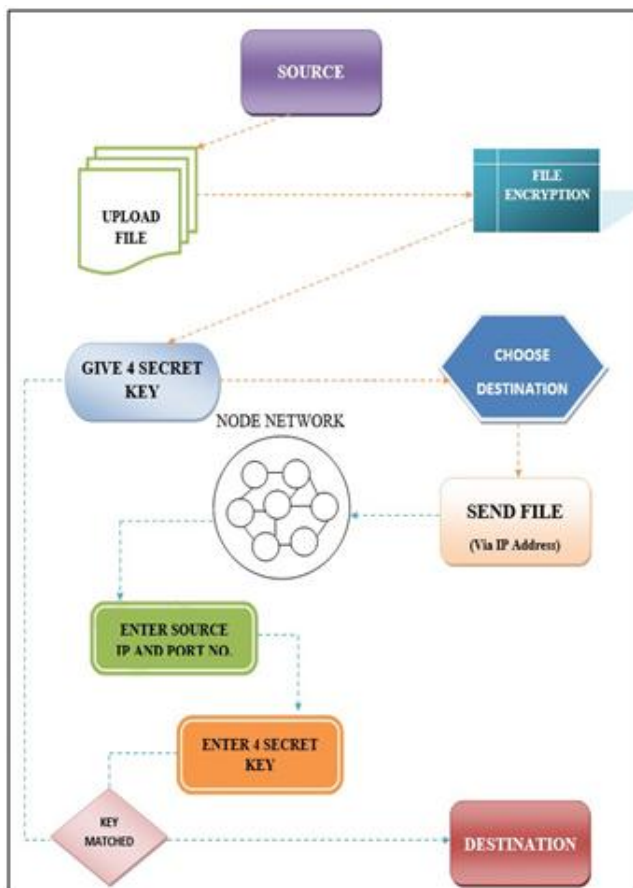 SOURCE
UPLOAD
FILE
FILE
ENCRYPTION
GIVE 4 SECRET
KEY
CHOOSE
DESTINATION
NODE NETWORK
SEND FILE
(Via IP Address)
ENTER SOURCE
IP AND PORT NO.
ENTER 4 SECRET
KEY
KEY
MATCHED
DESTINATION